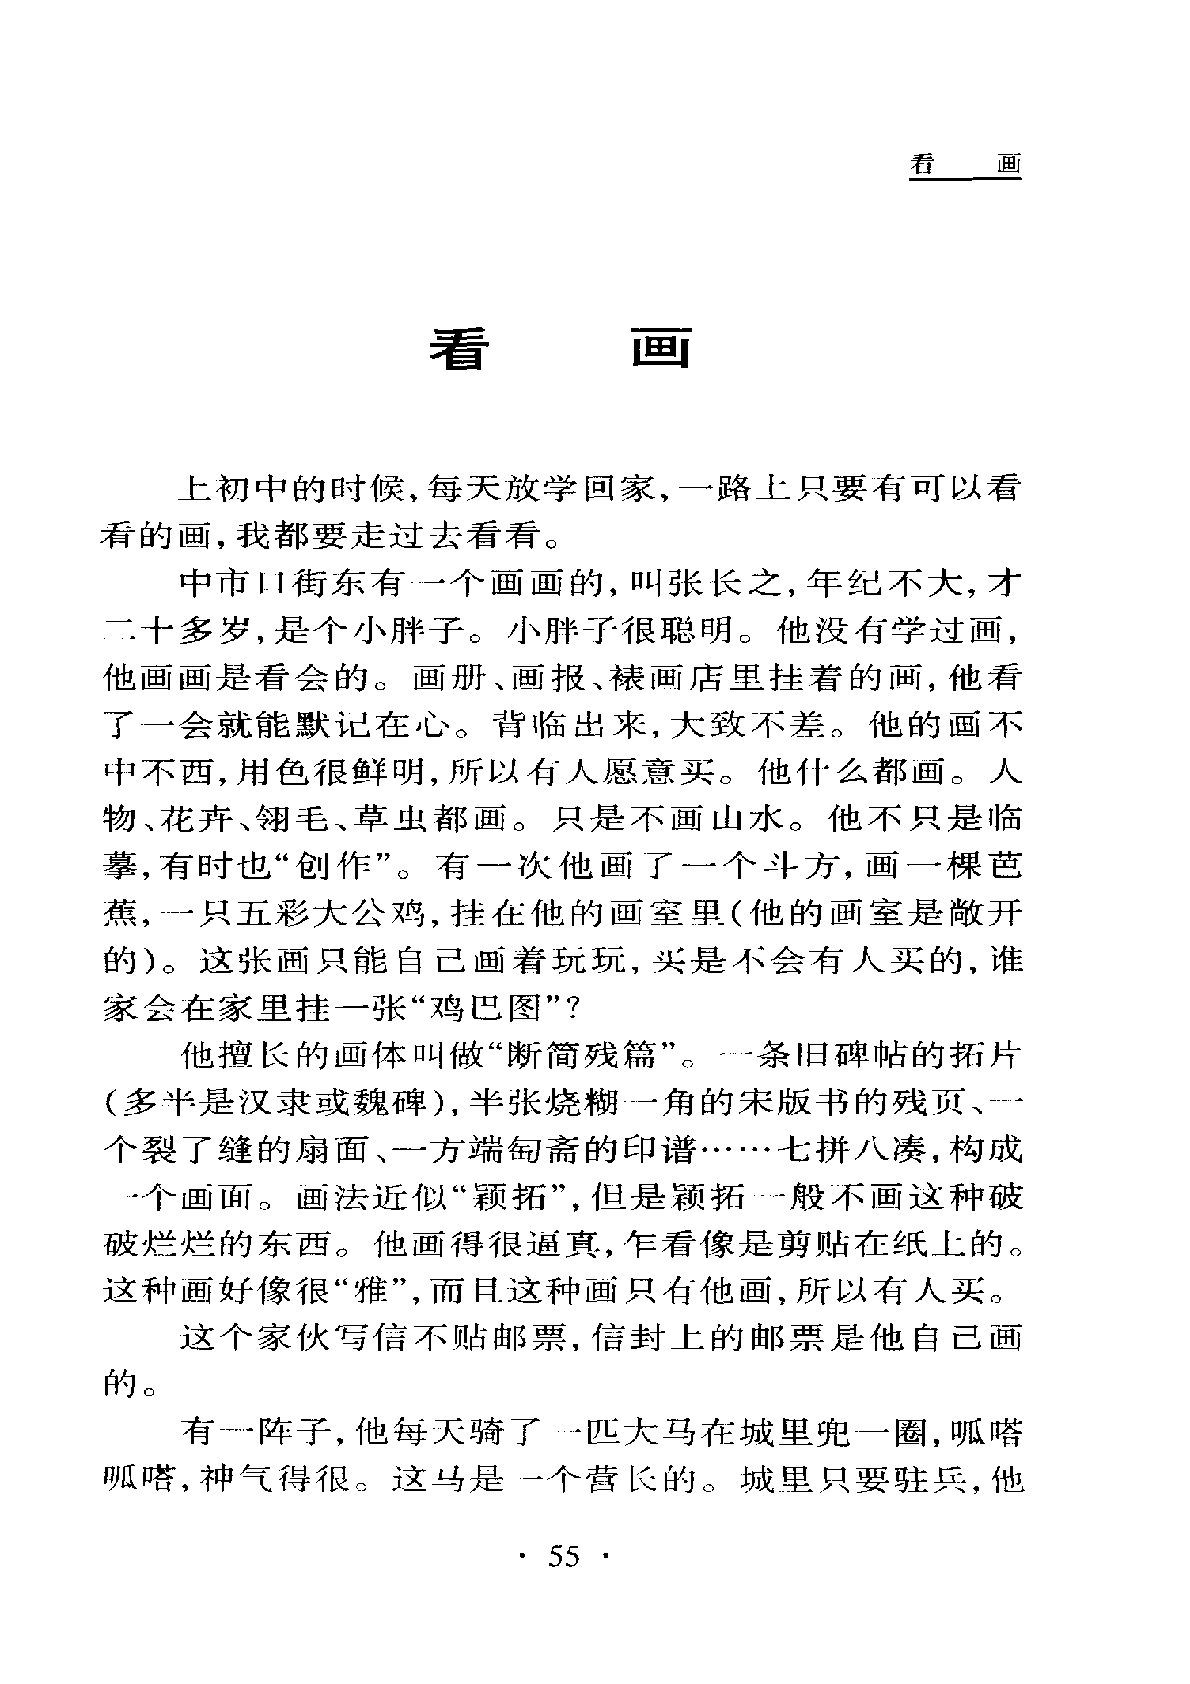 看 画
看 画
上初中的时候,每天放学回家,一路上只要有可以看
看的画,我都要走过去看看。
中市口街东有一个画画的,叫张长之,年纪不大,才
二十多岁,是个小胖子。小胖子很聪明。他没有学过画,
他画画是看会的。画册、画报、裱画店里挂着的画,他看
了一会就能默记在心。背临出来,大致不差。他的画不
中不西,用色很鲜明,所以有人愿意买。他什么都画。人
物、花卉、翎毛、草虫都画。只是不画山水。他不只是临
摹,有时也“创作”。有一次他画了一个斗方,画一棵芭
蕉,一只五彩大公鸡,挂在他的画室里(他的画室是敞开
的)。这张画只能自己画着玩玩,买是不会有人买的,谁
家会在家里挂一张“鸡巴图”?
他擅长的画体叫做“断简残篇”。一条旧碑帖的拓片
(多半是汉隶或魏碑),半张烧糊一角的宋版书的残页、一
个裂了缝的扇面、一方端匋斋的印谱……七拼八凑,构成
一个画面。画法近似“颖拓”,但是颖拓一般不画这种破
破烂烂的东西。他画得很逼真,乍看像是剪贴在纸上的。
这种画好像很“雅”,而且这种画只有他画,所以有人买。
这个家伙写信不贴邮票,信封上的邮票是他自己画
的。
有一阵子,他每天骑了一匹大马在城里兜一圈,呱嗒
呱嗒,神气得很。这马是一个营长的。城里只要驻兵,他
· 55 ·